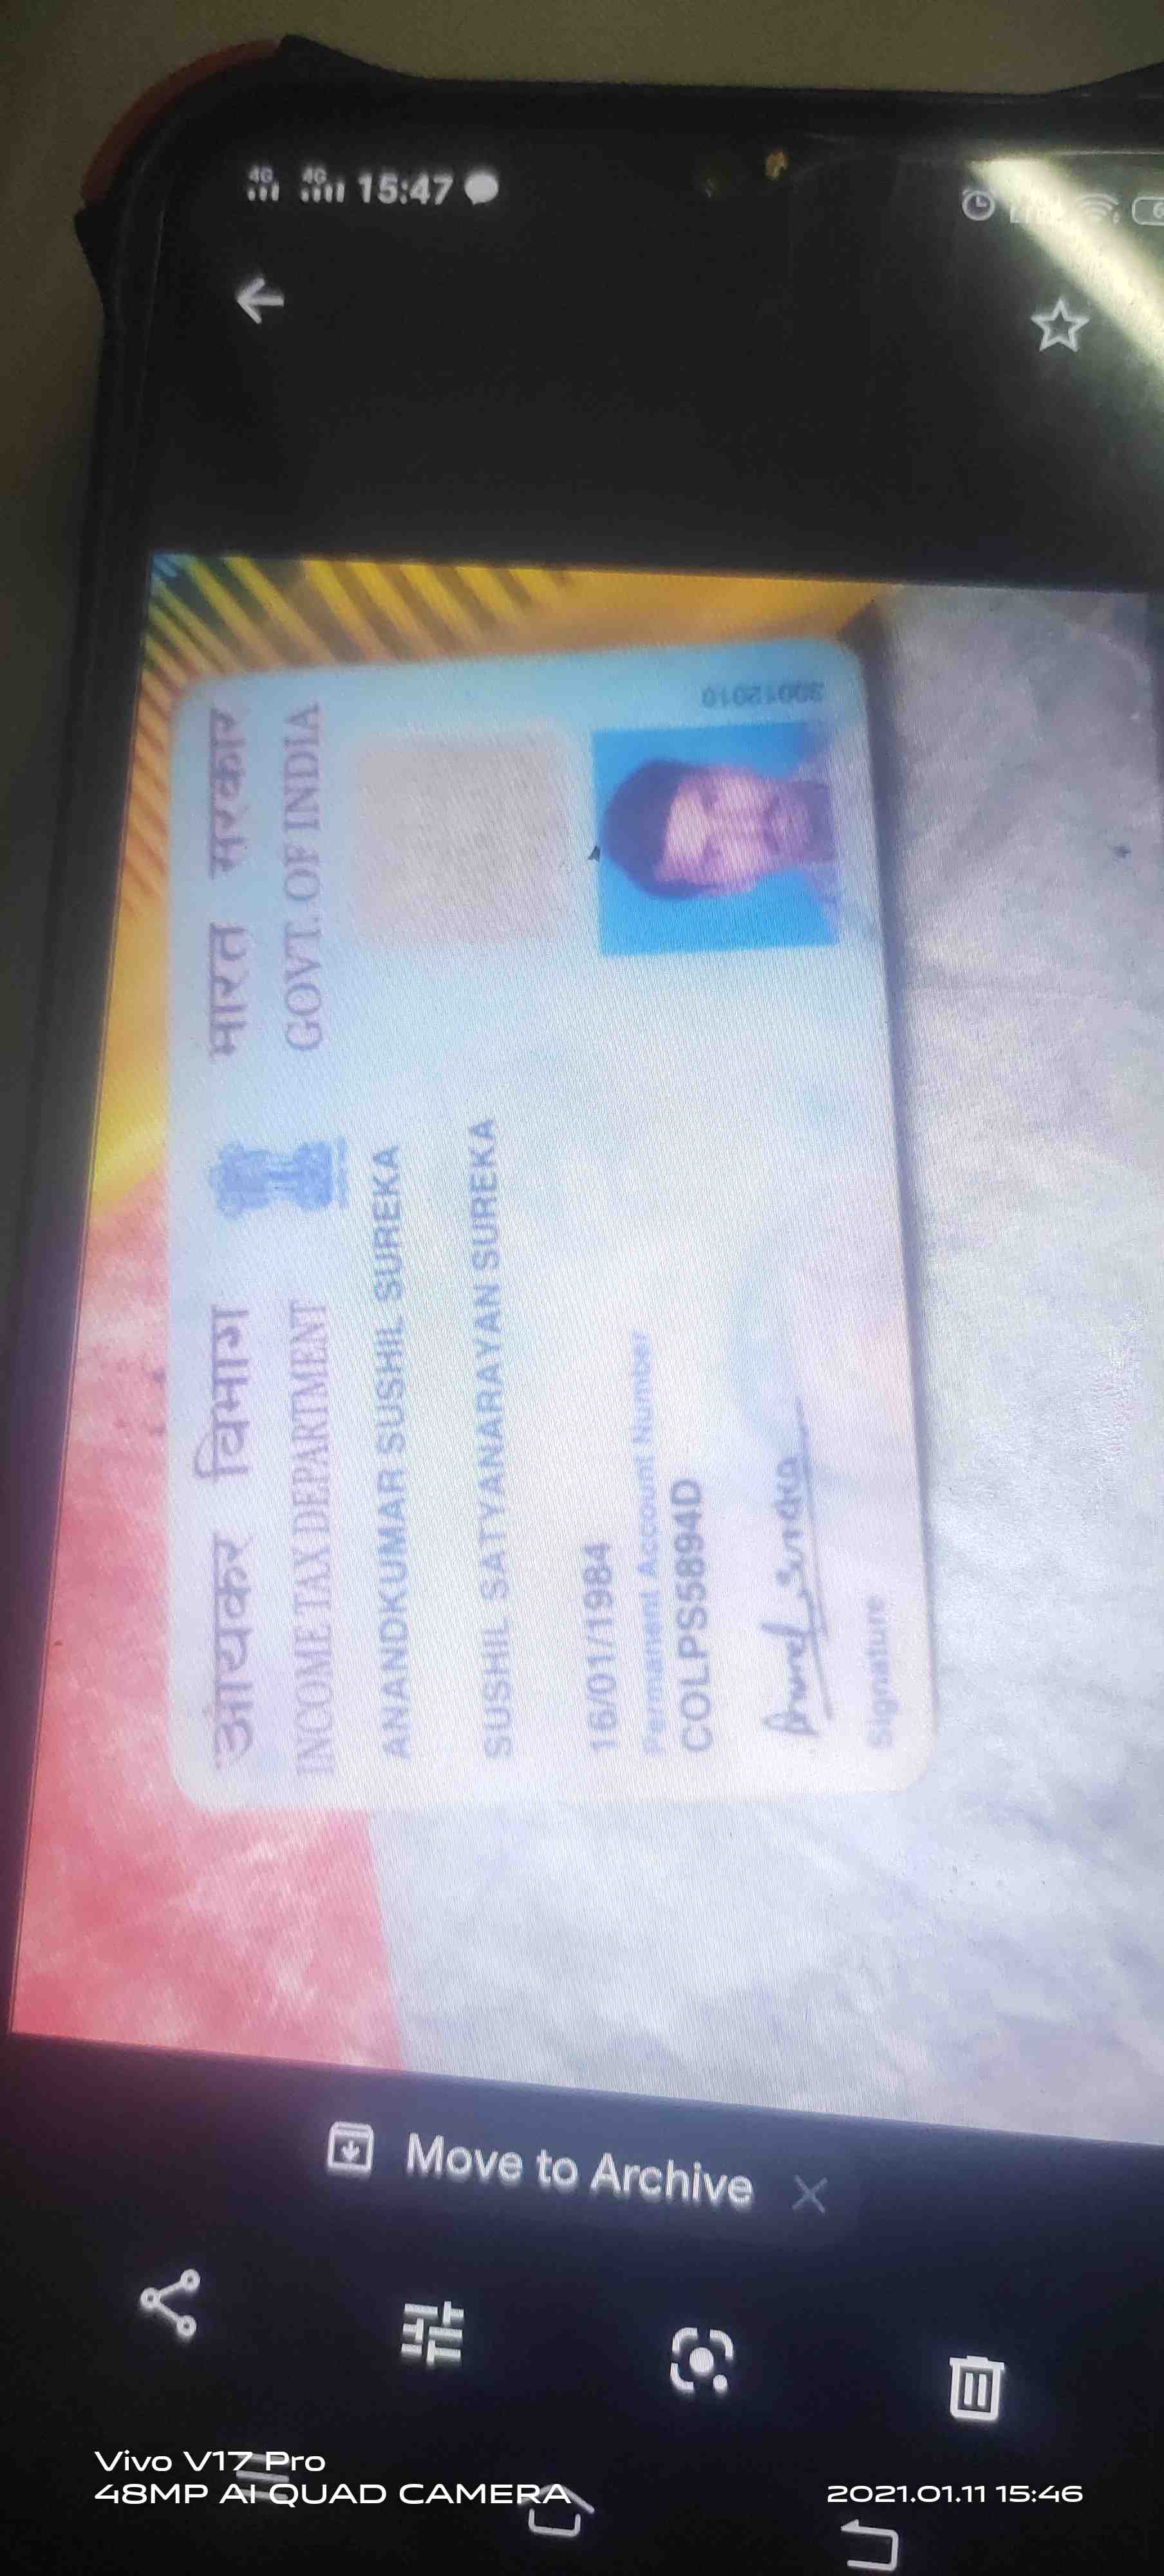 4G 4G 15:47
आयकर विभाग भारत सरकार
INCOME TAX DEPARTMENT GOVT. OF INDIA
ANANDKUMAR SUSHIL SUREKA
SUSHIL SATYANARAYAN SUREKA
16/01/1984
Permanent Account Number
COLPS5894D
Anand Sureka
Signature
30012010
Move to Archive
Vivo V17 Pro
48MP AI QUAD CAMERA
2021.01.11 15:46